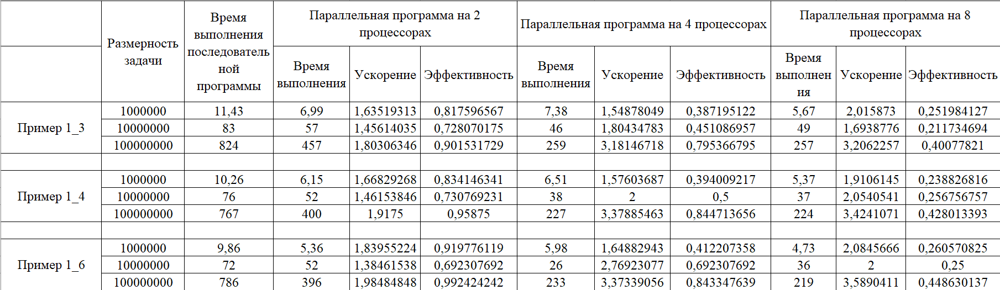 Размерность задачи
Время выполнения последователь ной программы
Параллельная программа на 2 процессорах
Параллельная программа на 4 процессорах
Параллельная программа на 8 процессорах
Время выполнения Ускорение Эффективность Время выполнения Ускорение Эффективность Время выполнен ия Ускорение Эффективность
Пример 1_3
1000000 11,43 6,99 1,63519313 0,817596567 7,38 1,54878049 0,387195122 5,67 2,015873 0,251984127
10000000 83 57 1,45614035 0,728070175 46 1,80434783 0,451086957 49 1,6938776 0,211734694
100000000 824 457 1,80306346 0,901531729 259 3,18146718 0,795366795 257 3,2062257 0,40077821
Пример 1_4
1000000 10,26 6,15 1,66829268 0,834146341 6,51 1,57603687 0,394009217 5,37 1,9106145 0,238826816
10000000 76 52 1,46153846 0,730769231 38 2 0,5 37 2,0540541 0,256756757
100000000 767 400 1,9175 0,95875 227 3,37885463 0,844713656 224 3,4241071 0,428013393
Пример 1_6
1000000 9,86 5,36 1,83955224 0,919776119 5,98 1,64882943 0,412207358 4,73 2,0845666 0,260570825
10000000 72 52 1,38461538 0,692307692 26 2,76923077 0,692307692 36 2 0,25
100000000 786 396 1,98484848 0,992424242 233 3,37339056 0,843347639 219 3,5890411 0,448630137